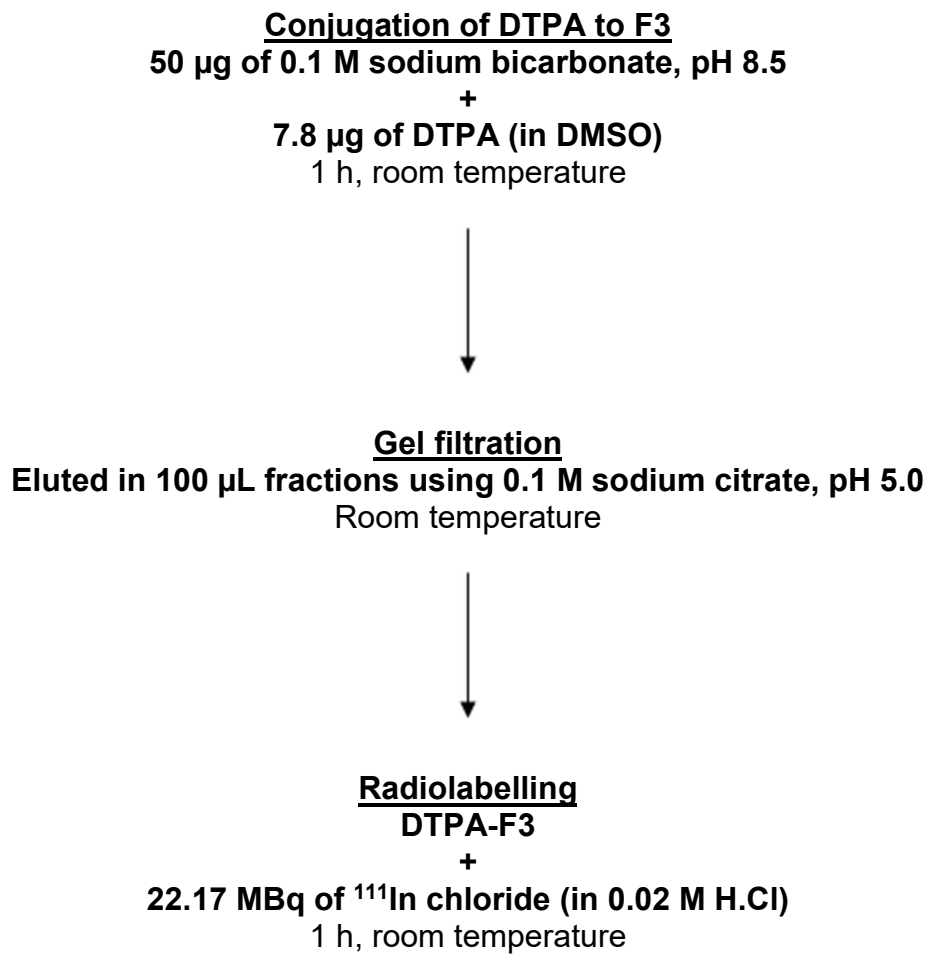 Conjugation of DTPA to F3
50 µg of 0.1 M sodium bicarbonate, pH 8.5
+
7.8 µg of DTPA (in DMSO)
1 h, room temperature
Gel filtration
Eluted in 100 µL fractions using 0.1 M sodium citrate, pH 5.0
Room temperature
Radiolabelling
DTPA-F3
+
22.17 MBq of ¹¹¹In chloride (in 0.02 M H.Cl)
1 h, room temperature